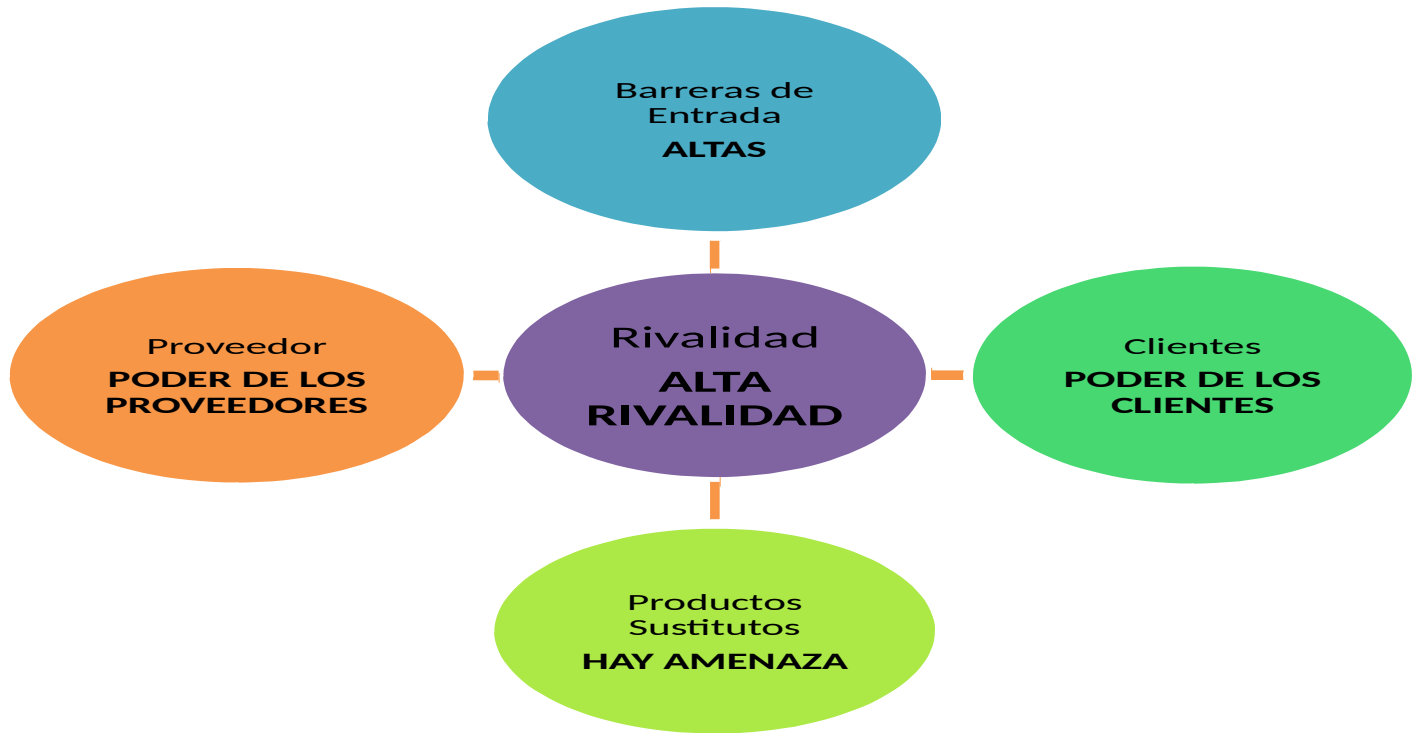 Barreras de
Entrada
ALTAS
Proveedor
PODER DE LOS
PROVEEDORES
Rivalidad
ALTA
RIVALIDAD
Clientes
PODER DE LOS
CLIENTES
Productos
Sustitutos
HAY AMENAZA